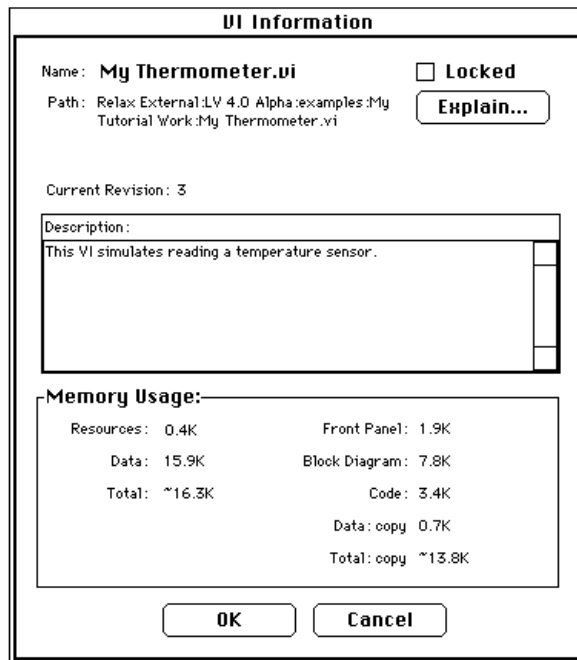 VI Information
Name: My Thermometer.vi
Locked
Path: Relax External:LV 4.0 Alpha:examples:My
Tutorial Work:My Thermometer.vi
Explain...
Current Revision: 3
Description:
This VI simulates reading a temperature sensor.
Memory Usage:
Resources: 0.4K
Front Panel: 1.9K
Data: 15.9K
Block Diagram: 7.8K
Total: ~16.3K
Code: 3.4K
Data: copy 0.7K
Total: copy ~13.8K
OK
Cancel